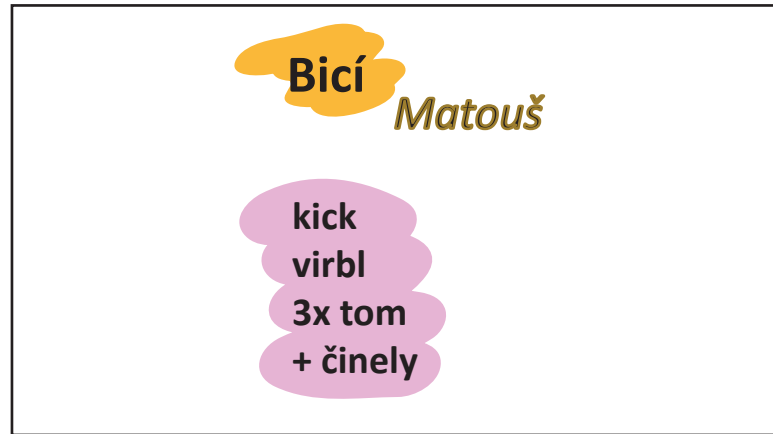 Bicí
Matouš
kick
virbl
3x tom
+ činely